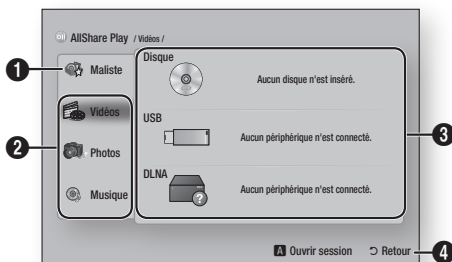 AllShare Play / Vidéos /
1
Maliste
Vidéos
2
Photos
Musique
Disque
Aucun disque n'est inséré.
USB
Aucun périphérique n'est connecté.
3
DLNA
?
Aucun périphérique n'est connecté.
A Ouvrir session
Retour
4